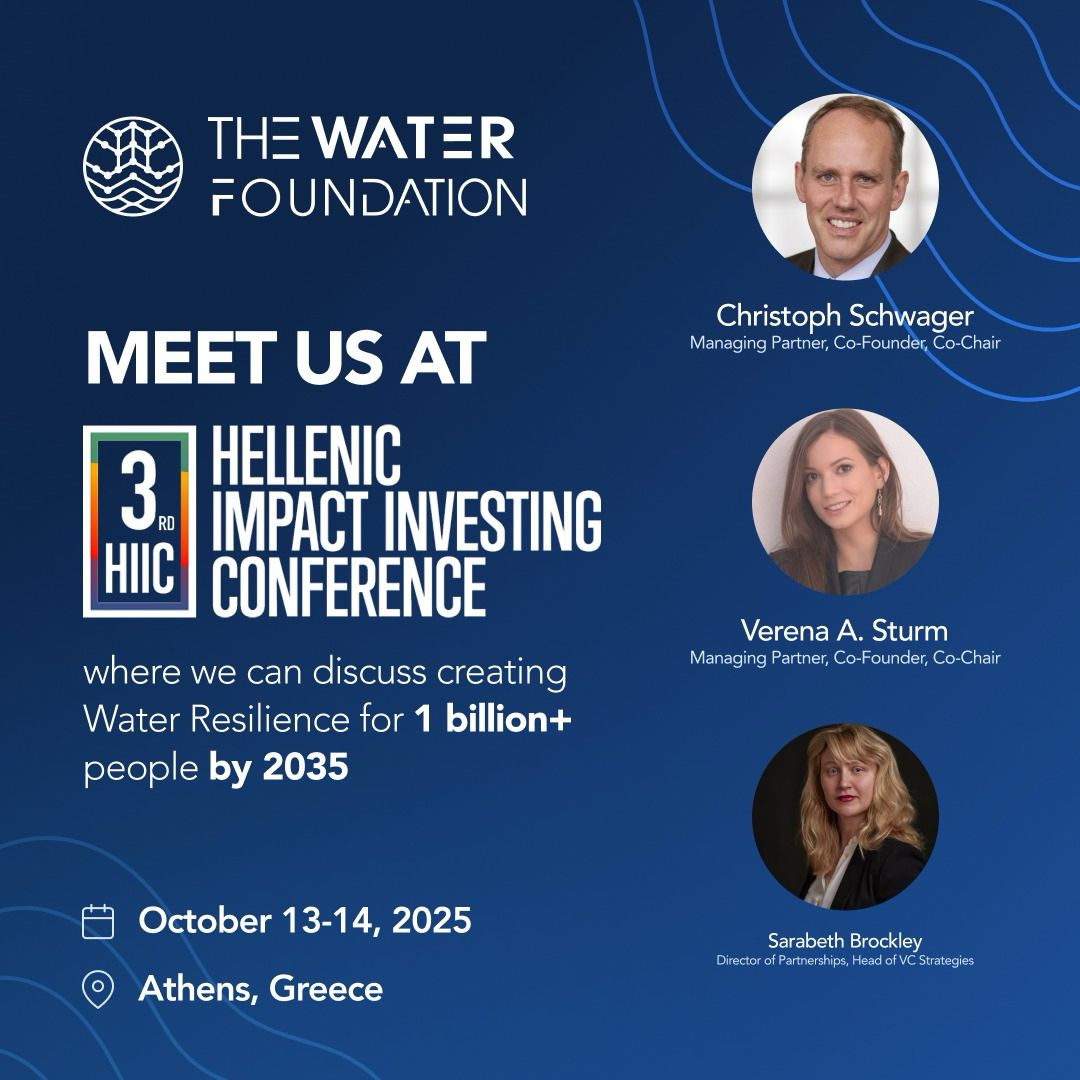 THE WATER
FOUNDATION
MEET US AT
3RD
HIIC
HELLENIC
IMPACT INVESTING
CONFERENCE
where we can discuss creating
Water Resilience for 1 billion+
people by 2035
October 13-14, 2025
Athens, Greece
Christoph Schwager
Managing Partner, Co-Founder, Co-Chair
Verena A. Sturm
Managing Partner, Co-Founder, Co-Chair
Sarabeth Brockley
Director of Partnerships, Head of VC Strategies